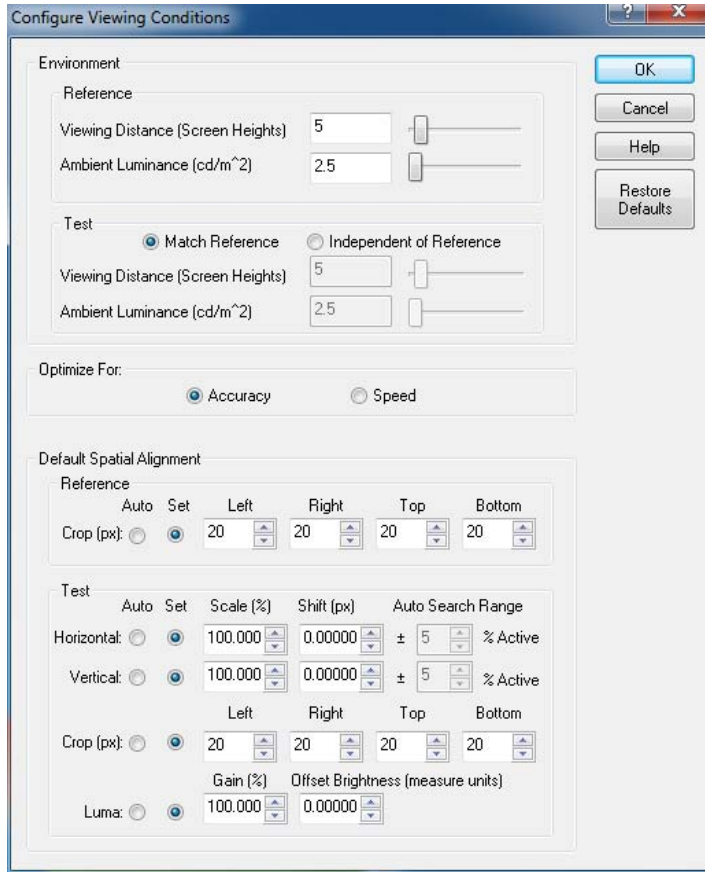 Configure Viewing Conditions
? X
Environment
OK
Reference
Cancel
Viewing Distance (Screen Heights) 5
Help
Ambient Luminance (cd/m^2) 2.5
Restore
Defaults
Test
Match Reference Independent of Reference
Viewing Distance (Screen Heights) 5
Ambient Luminance (cd/m^2) 2.5
Optimize For:
Accuracy Speed
Default Spatial Alignment
Reference
Auto Set Left Right Top Bottom
Crop (px): 20 20 20 20
Test
Auto Set Scale (%) Shift (px) Auto Search Range
Horizontal: 100.000 0.00000 ± 5 % Active
Vertical: 100.000 0.00000 ± 5 % Active
Left Right Top Bottom
Crop (px): 20 20 20 20
Gain (%) Offset Brightness (measure units)
Luma: 100.000 0.00000